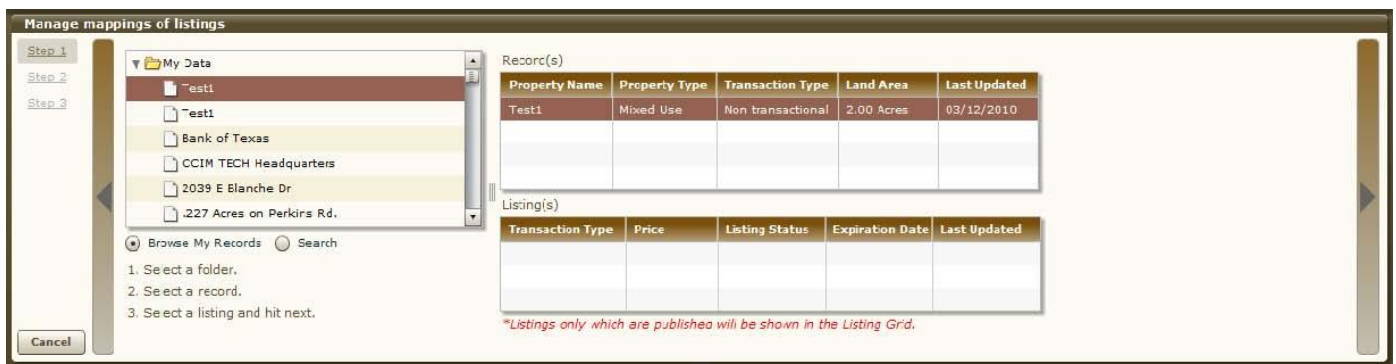 Manage mappings of listings
Step 1
Step 2
Step 3
Cancel
My Data
Test1
Test1
Bank of Texas
CCIM TECH Headquarters
2039 E Blanche Dr
.227 Acres on Perkins Rd.
Browse My Records Search
1. Select a folder.
2. Select a record.
3. Select a listing and hit next.
Record(s)
Property Name Property Type Transaction Type Land Area Last Updated
Test1 Mixed Use Non transactional 2.00 Acres 03/12/2010
Listing(s)
Transaction Type Price Listing Status Expiration Date Last Updated
*Listings only which are published will be shown in the Listing Grid.